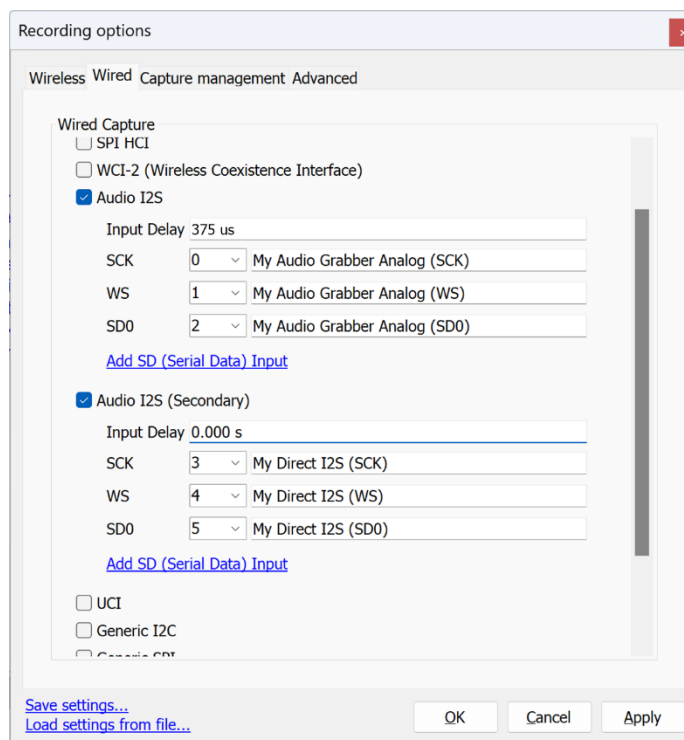 Recording options
Wireless Wired Capture management Advanced
Wired Capture
SPI HCI
WCI-2 (Wireless Coexistence Interface)
Audio I2S
Input Delay 375 us
SCK 0 My Audio Grabber Analog (SCK)
WS 1 My Audio Grabber Analog (WS)
SD0 2 My Audio Grabber Analog (SD0)
Add SD (Serial Data) Input
Audio I2S (Secondary)
Input Delay 0.000 s
SCK 3 My Direct I2S (SCK)
WS 4 My Direct I2S (WS)
SD0 5 My Direct I2S (SD0)
Add SD (Serial Data) Input
UCI
Generic I2C
Generic SPI
Save settings...
Load settings from file...
OK Cancel Apply